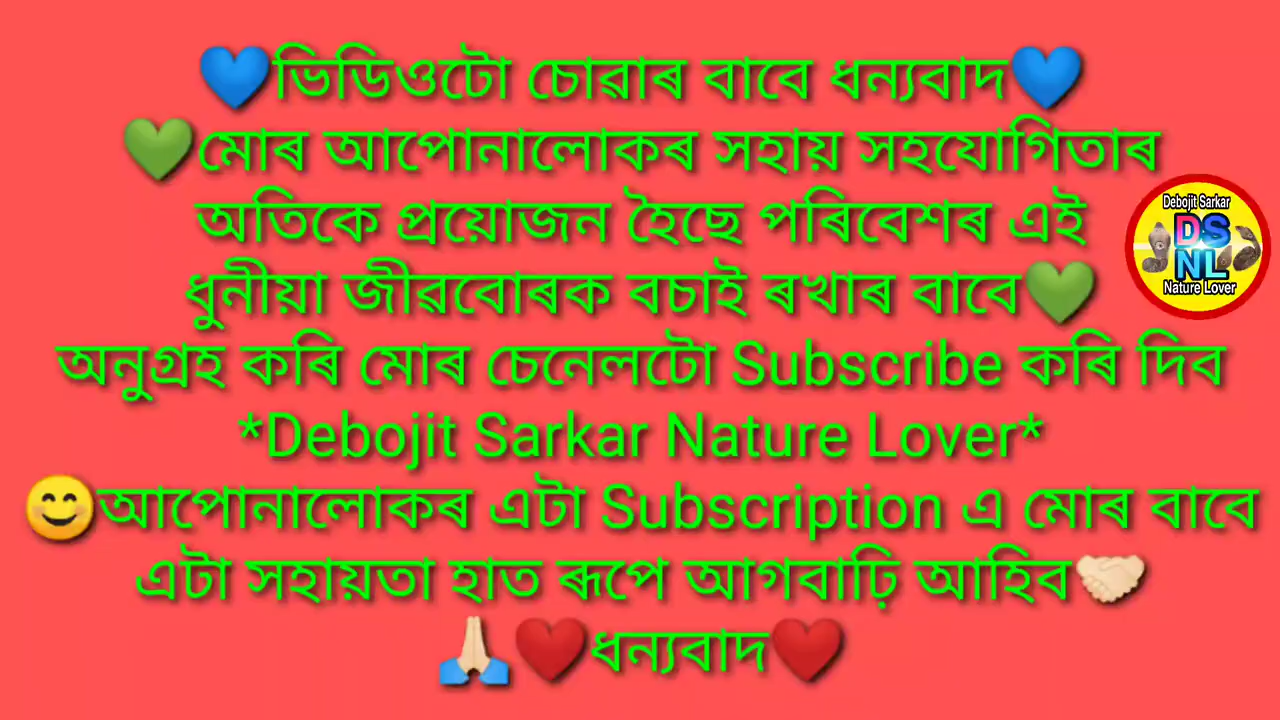 💙ভিডিওটো চোৱাৰ বাবে ধন্যবাদ💙
💚মোৰ আপোনালোকৰ সহায় সহযোগিতাৰ
অতিকে প্ৰয়োজন হৈছে পৰিবেশৰ এই
ধুনীয়া জীৱবোৰক বচাই ৰখাৰ বাবে💚
Debojit Sarkar
DS
NL
Nature Lover
অনুগ্ৰহ কৰি মোৰ চেনেলটো Subscribe কৰি দিব
*Debojit Sarkar Nature Lover*
😊আপোনালোকৰ এটা Subscription এ মোৰ বাবে
এটা সহায়তা হাত ৰূপে আগবাঢ়ি আহিব🤝🏻
🙏🏻❤️ধন্যবাদ❤️